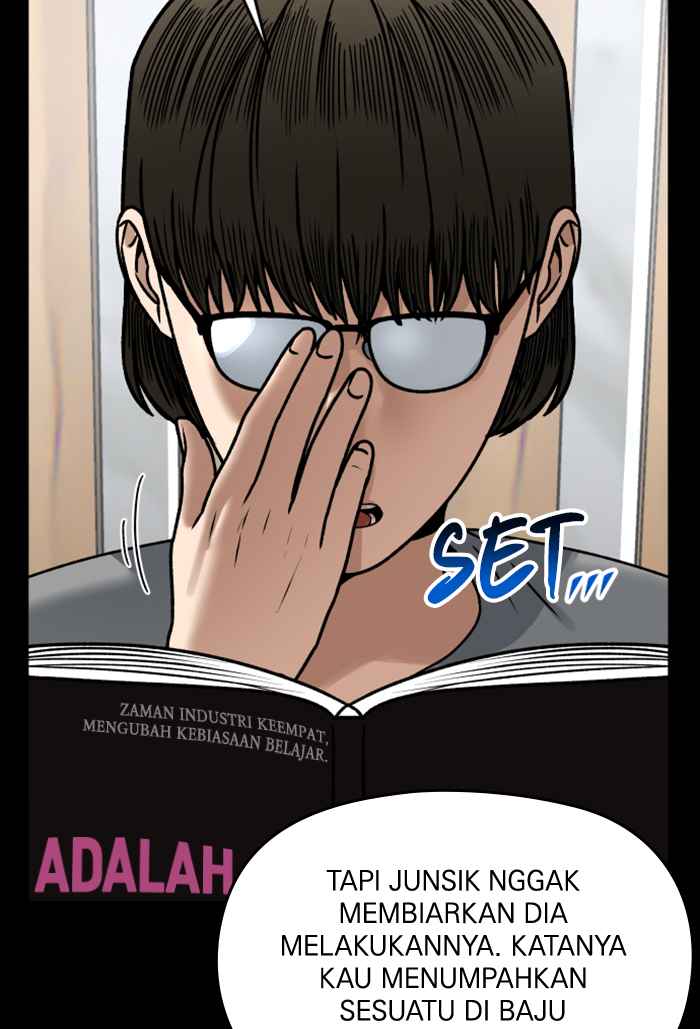 SET,,,
ZAMAN INDUSTRI KEEMPAT,
MENGUBAH KEBIASAAN BELAJAR.
ADALAH
TAPI JUNSIK NGGAK
MEMBIARKAN DIA
MELAKUKANNYA. KATANYA
KAU MENUMPAHKAN
SESUATU DI BAJU